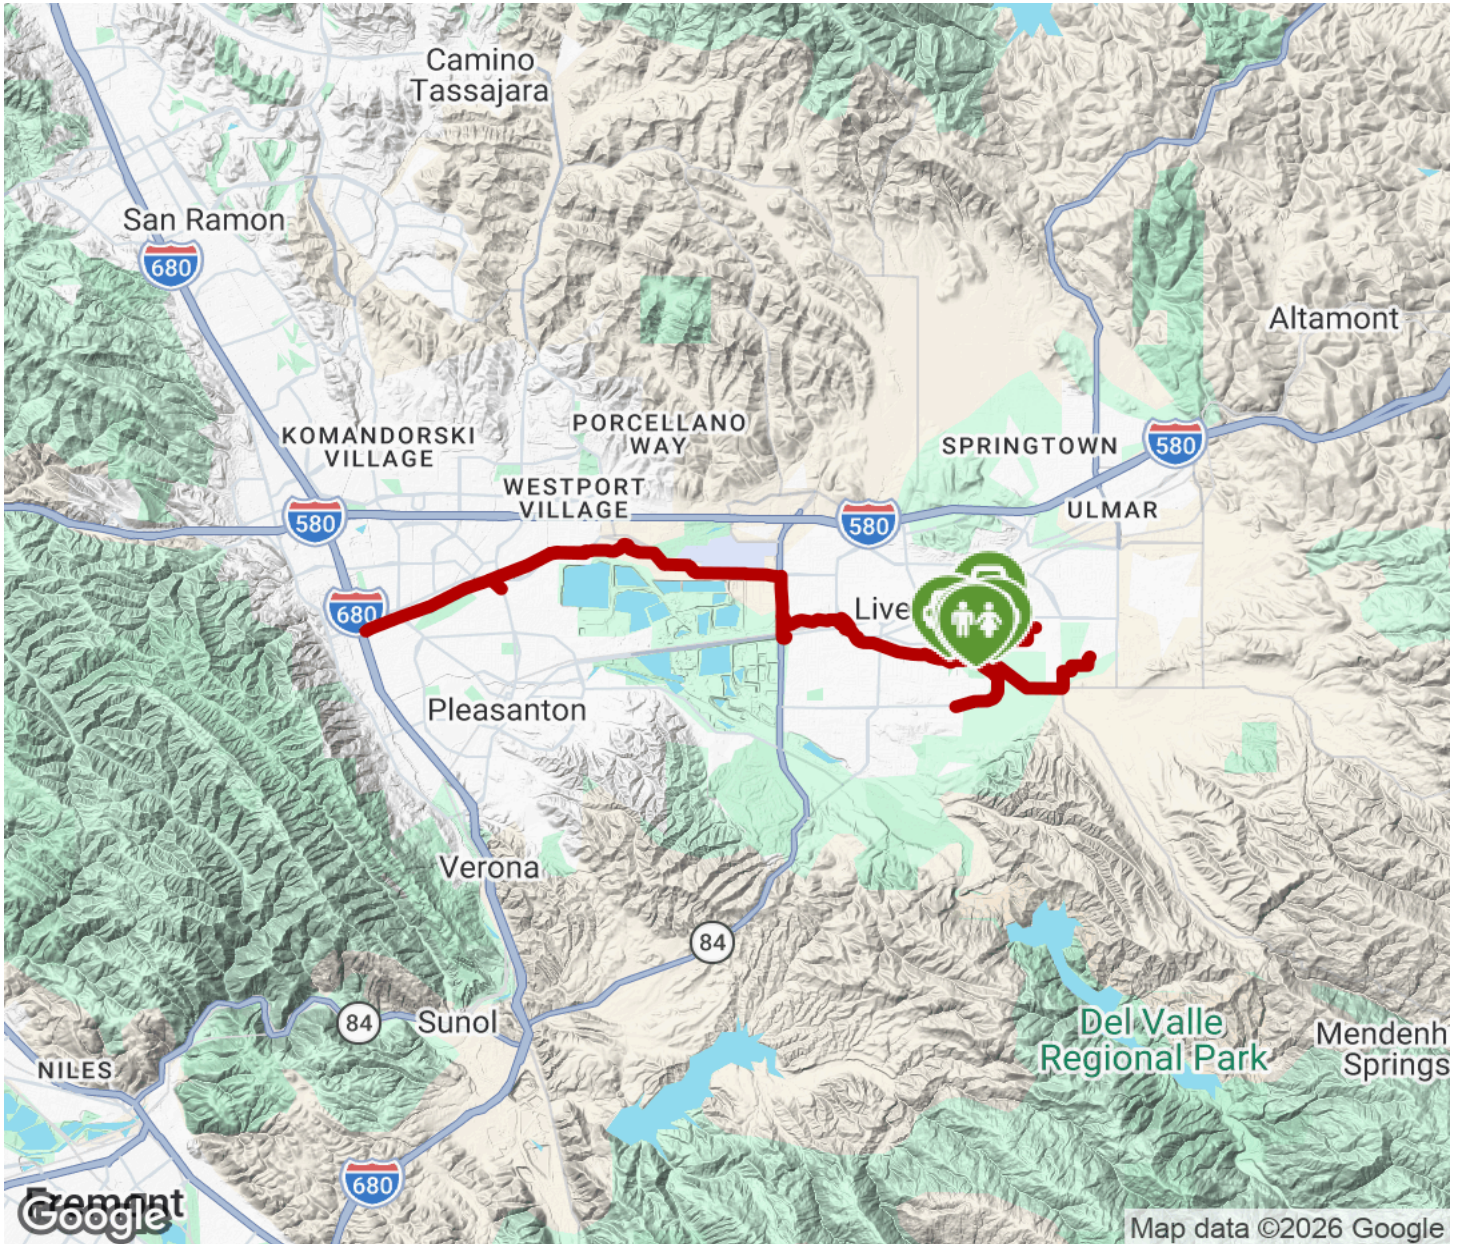 Camino
Tassajara
San Ramon
680
Altamont
KOMANDORSKI
VILLAGE
PORCELLANO
WAY
SPRINGTOWN
580
WESTPORT
VILLAGE
ULMAR
580
580
680
Live
Pleasanton
Verona
84
84
Sunol
Del Valle
Regional Park
Mendenh
Springs
NILES
680
Fremont
Google
Map data ©2026 Google